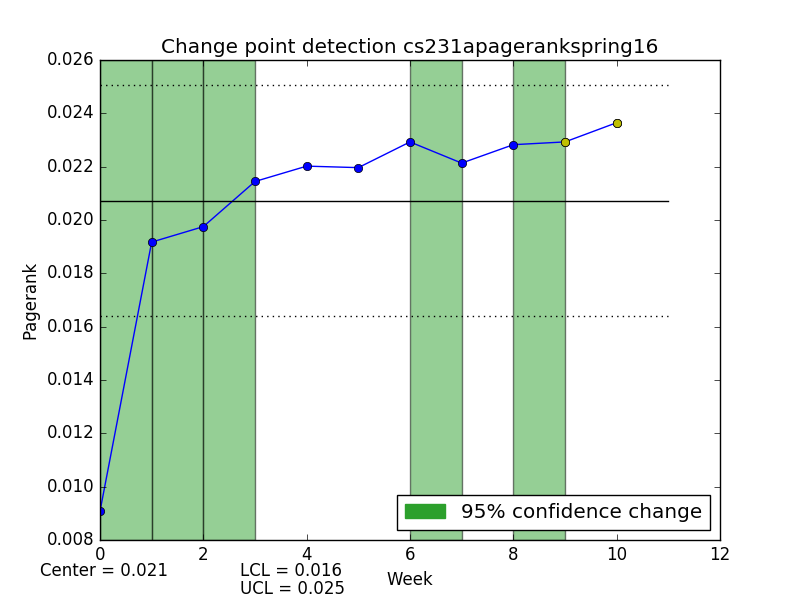 Change point detection cs231apagerankspring16
0.026
0.024
0.022
0.020
0.018
0.016
0.014
0.012
0.010
0.008
Pagerank
95% confidence change
0 2 4 6 8 10 12
Center = 0.021 LCL = 0.016
UCL = 0.025
Week